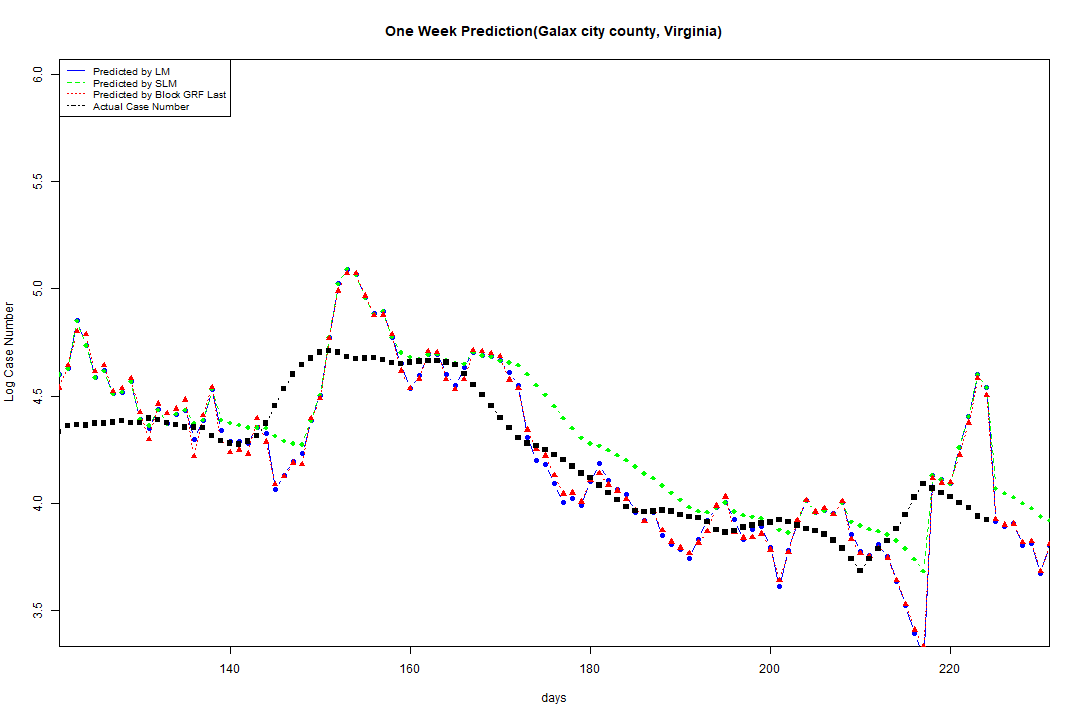 One Week Prediction(Galax city county, Virginia)
Predicted by LM
Predicted by SLM
Predicted by Block GRF Last
Actual Case Number
6.0
5.5
5.0
4.5
4.0
3.5
Log Case Number
140 160 180 200 220
days